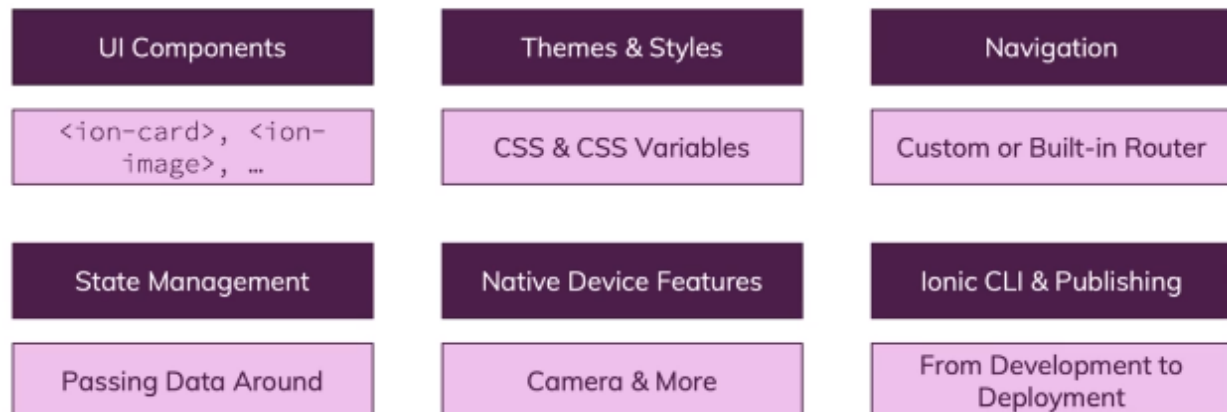 UI Components
Themes & Styles
Navigation
<ion-card>, <ion-
image>, …
CSS & CSS Variables
Custom or Built-in Router
State Management
Native Device Features
Ionic CLI & Publishing
Passing Data Around
Camera & More
From Development to
Deployment